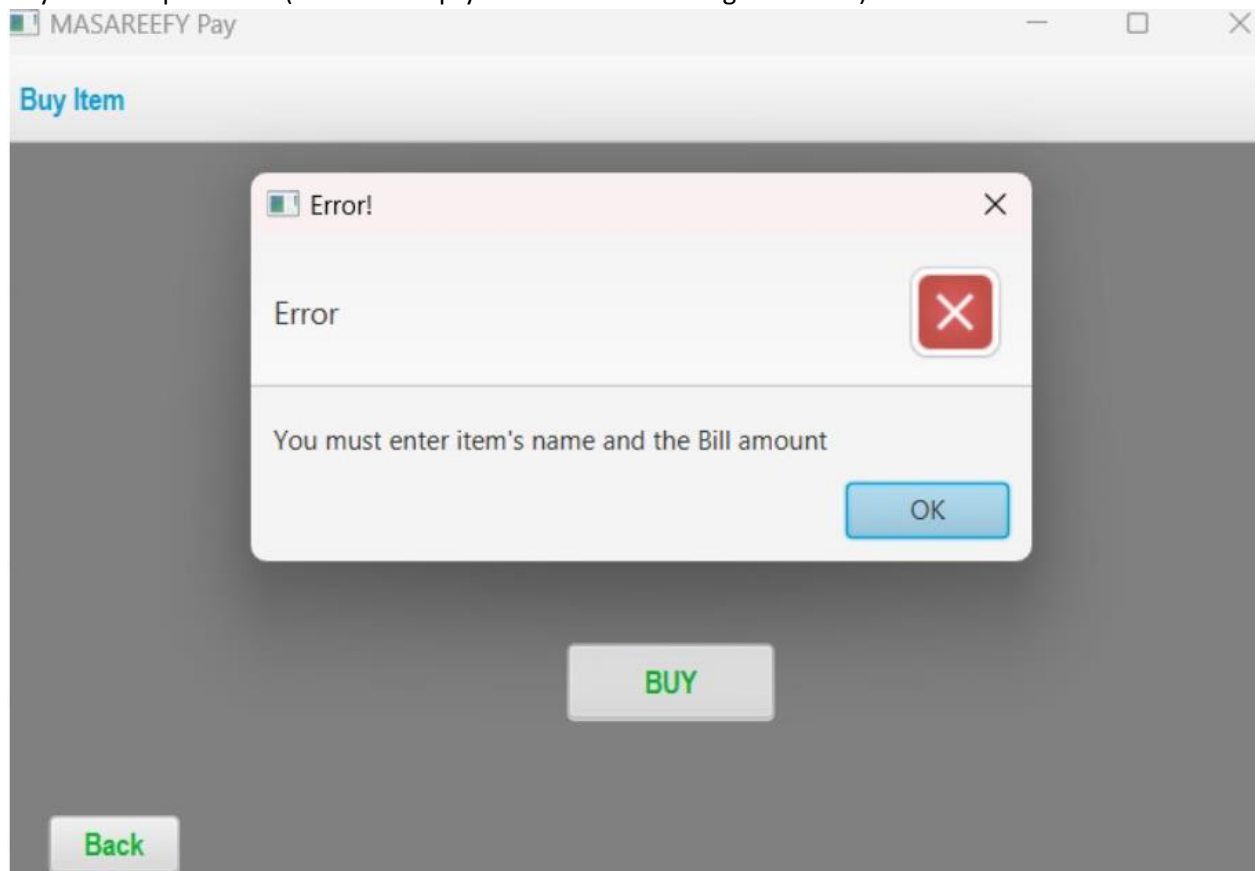 MASAREEFY Pay
Buy Item
Error!
Error
You must enter item's name and the Bill amount
OK
BUY
Back